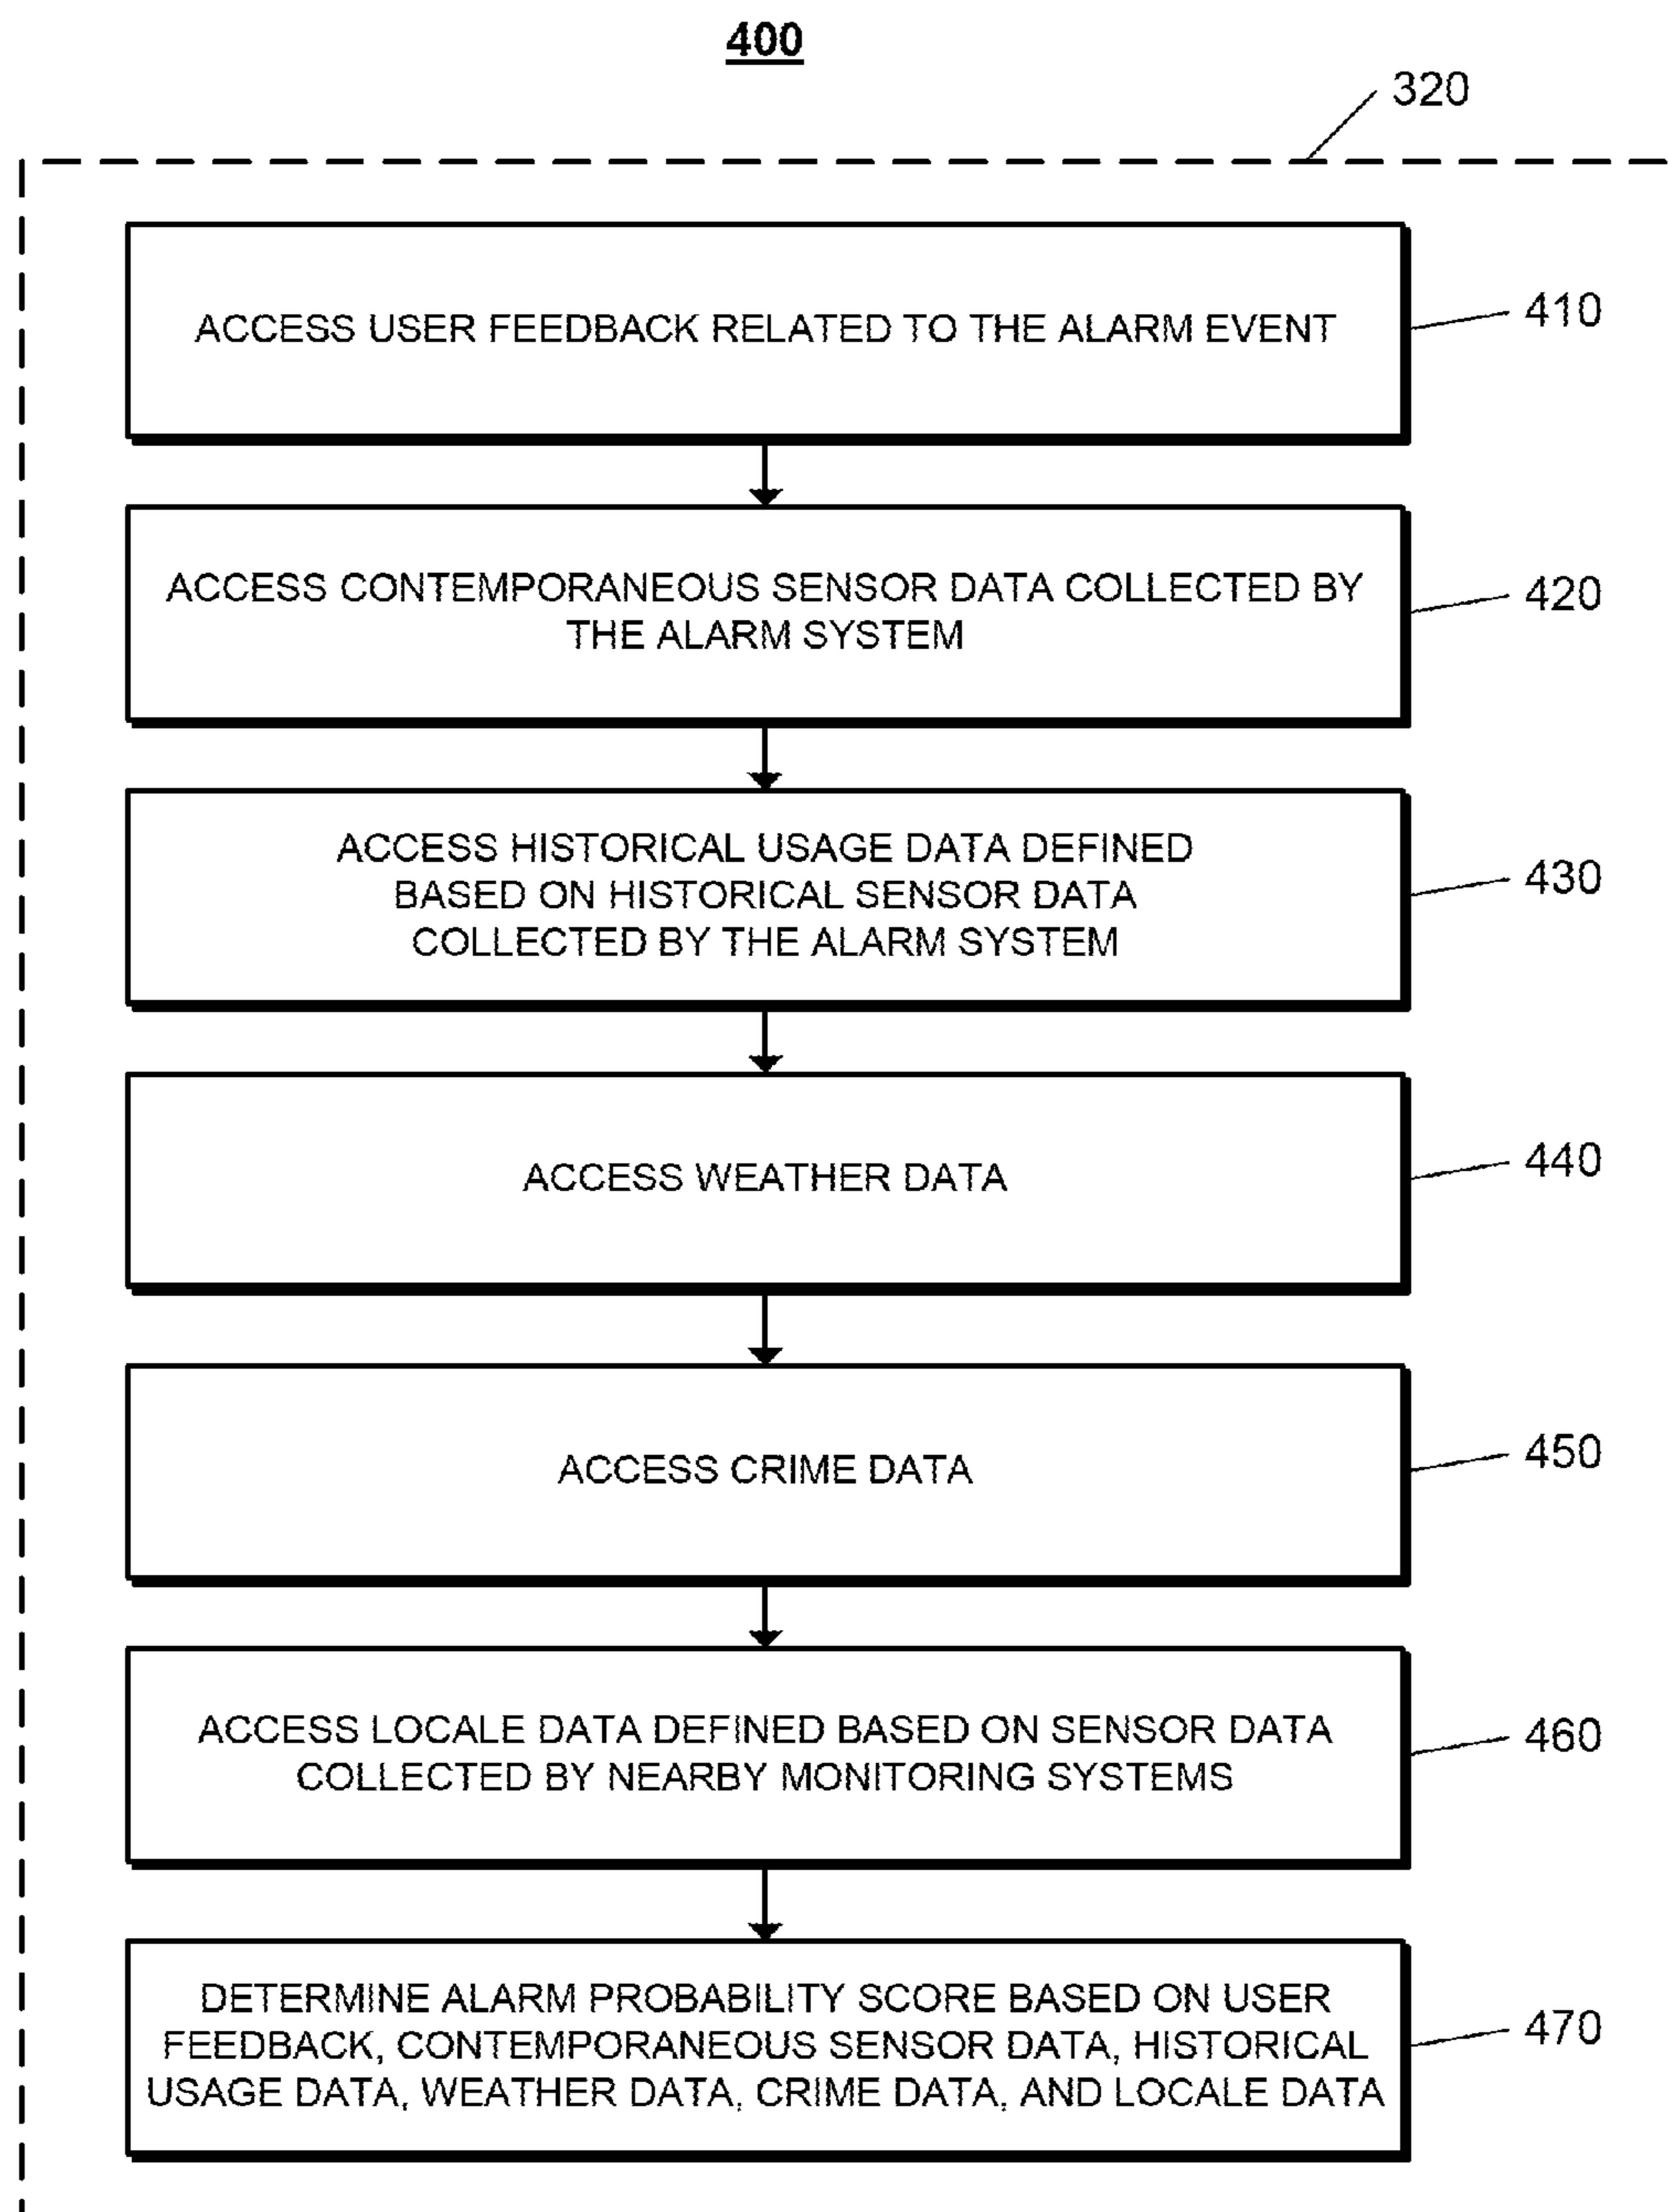 400
320
ACCESS USER FEEDBACK RELATED TO THE ALARM EVENT
410
ACCESS CONTEMPORANEOUS SENSOR DATA COLLECTED BY
THE ALARM SYSTEM
420
ACCESS HISTORICAL USAGE DATA DEFINED
BASED ON HISTORICAL SENSOR DATA
COLLECTED BY THE ALARM SYSTEM
430
ACCESS WEATHER DATA
440
ACCESS CRIME DATA
450
ACCESS LOCALE DATA DEFINED BASED ON SENSOR DATA
COLLECTED BY NEARBY MONITORING SYSTEMS
460
DETERMINE ALARM PROBABILITY SCORE BASED ON USER
FEEDBACK, CONTEMPORANEOUS SENSOR DATA, HISTORICAL
USAGE DATA, WEATHER DATA, CRIME DATA, AND LOCALE DATA
470